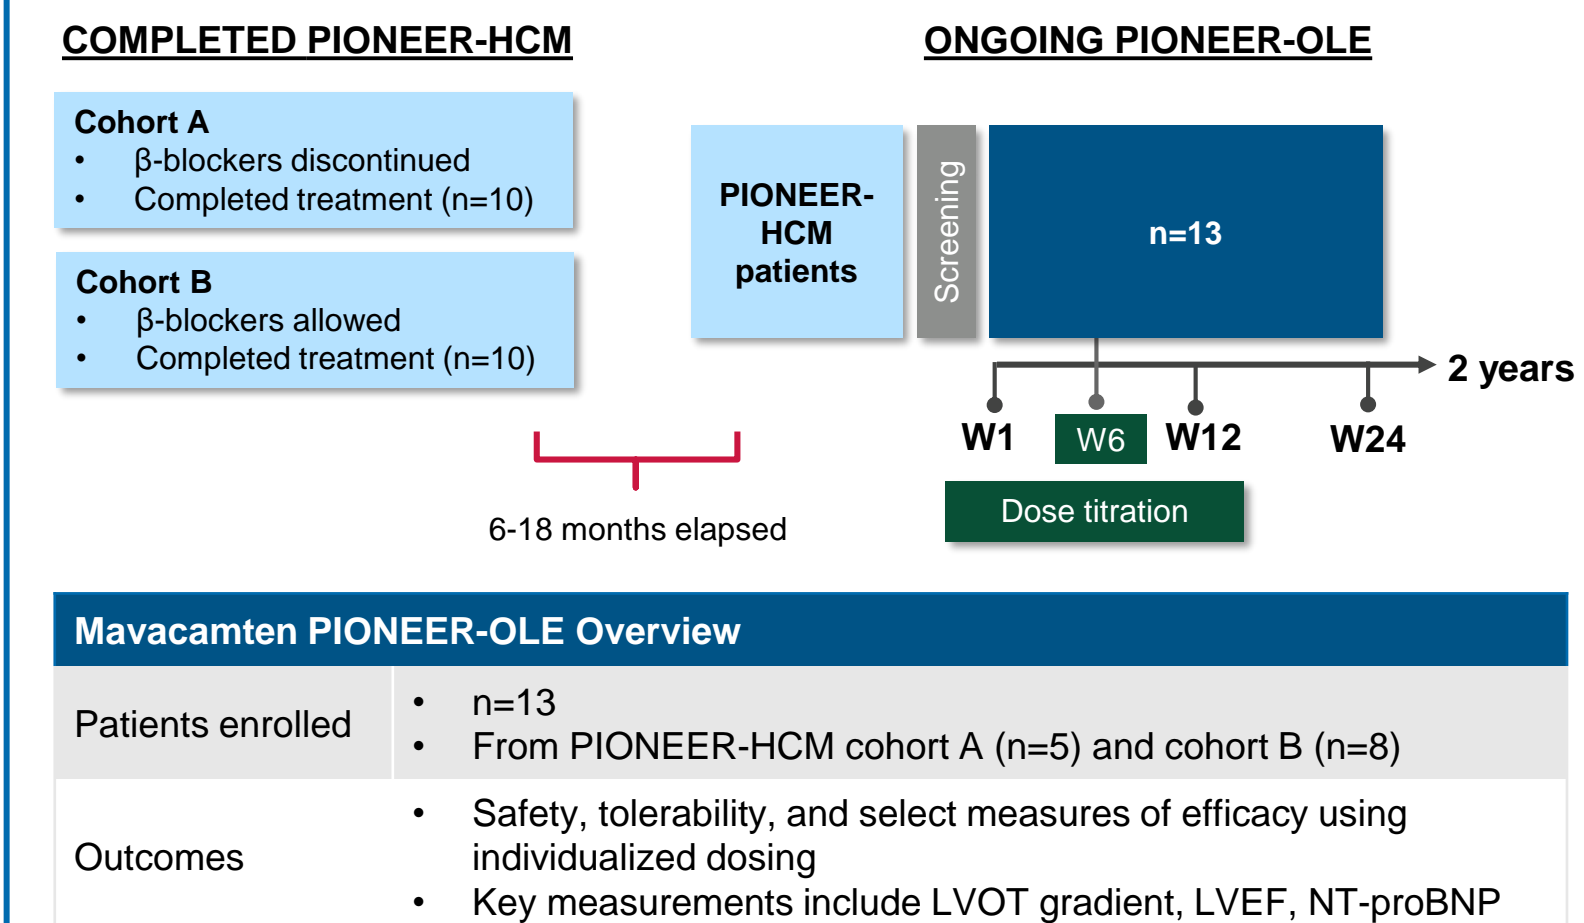 COMPLETED PIONEER-HCM
Cohort A
• β-blockers discontinued
• Completed treatment (n=10)
Cohort B
• β-blockers allowed
• Completed treatment (n=10)
6-18 months elapsed
ONGOING PIONEER-OLE
PIONEER-
HCM
patients
Screening
n=13
2 years
W1
W6
W12
W24
Dose titration
Mavacamten PIONEER-OLE Overview
Patients enrolled
• n=13
• From PIONEER-HCM cohort A (n=5) and cohort B (n=8)
Outcomes
• Safety, tolerability, and select measures of efficacy using
individualized dosing
• Key measurements include LVOT gradient, LVEF, NT-proBNP